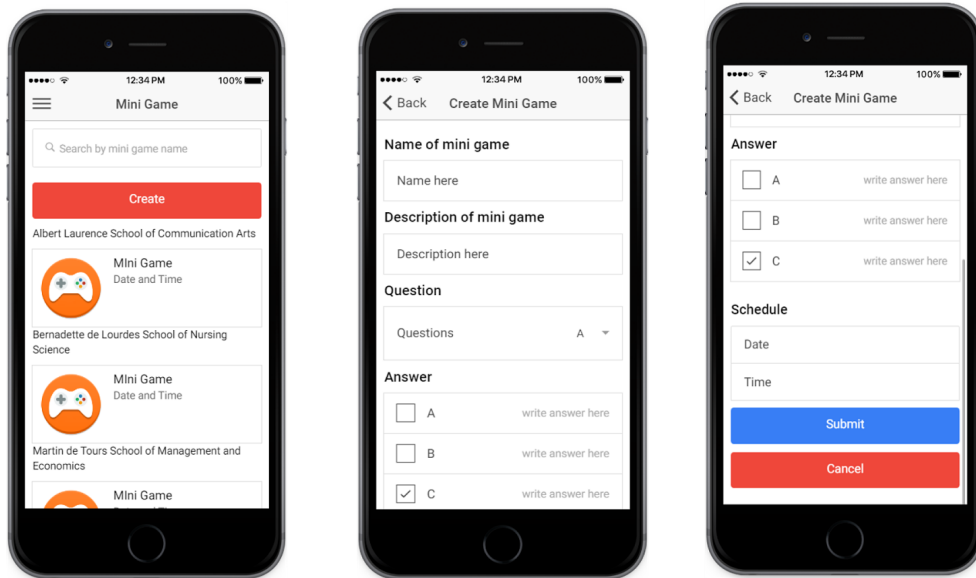 12:34 PM
100%
Mini Game
Search by mini game name
Create
Albert Laurence School of Communication Arts
MIni Game
Date and Time
Bernadette de Lourdes School of Nursing
Science
MIni Game
Date and Time
Martin de Tours School of Management and
Economics
MIni Game
12:34 PM
100%
Back
Create Mini Game
Name of mini game
Name here
Description of mini game
Description here
Question
Questions
A
Answer
A
write answer here
B
write answer here
C
write answer here
12:34 PM
100%
Back
Create Mini Game
Answer
A
write answer here
B
write answer here
C
write answer here
Schedule
Date
Time
Submit
Cancel